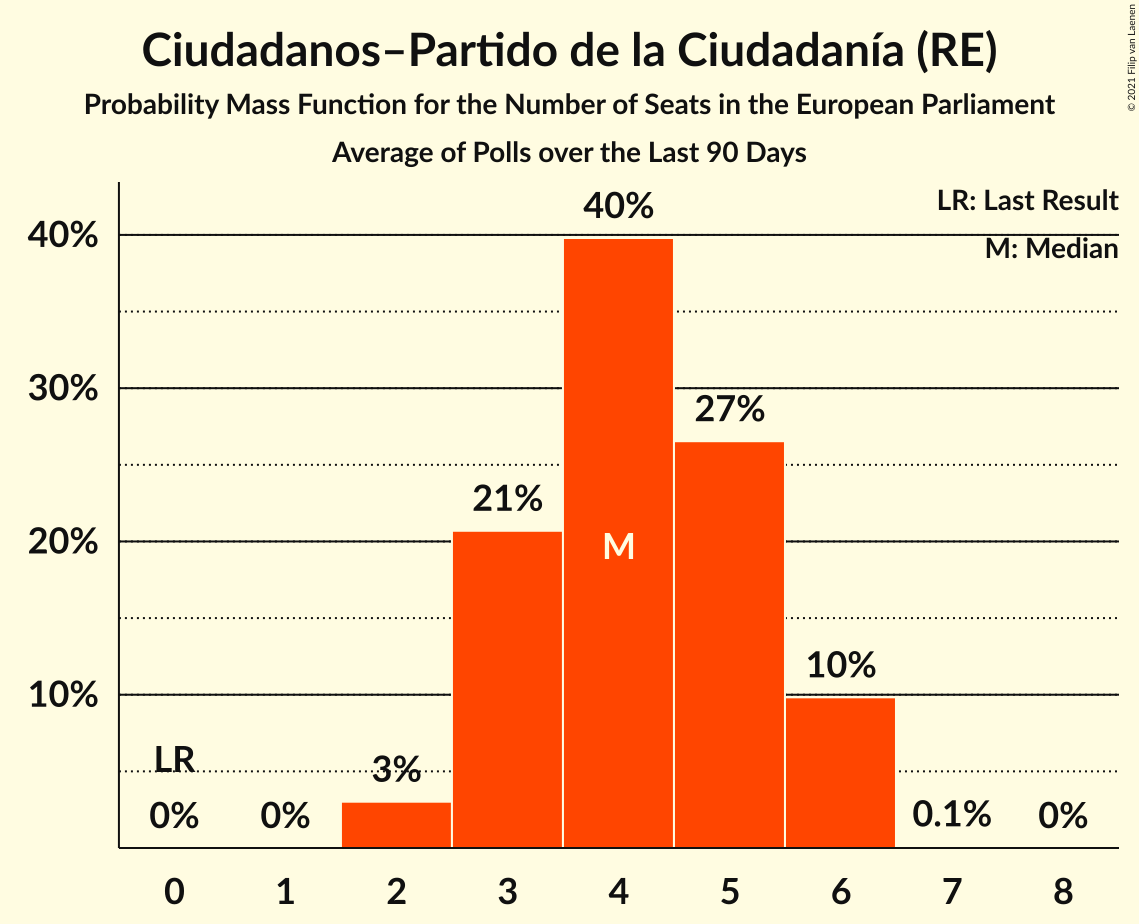 Ciudadanos–Partido de la Ciudadanía (RE)
Probability Mass Function for the Number of Seats in the European Parliament
Average of Polls over the Last 90 Days
© 2021 Filip van Laenen
LR: Last Result
M: Median
40%
30%
20%
10%
LR
0%
0%
3%
21%
40%
M
27%
10%
0.1%
0%
0 1 2 3 4 5 6 7 8